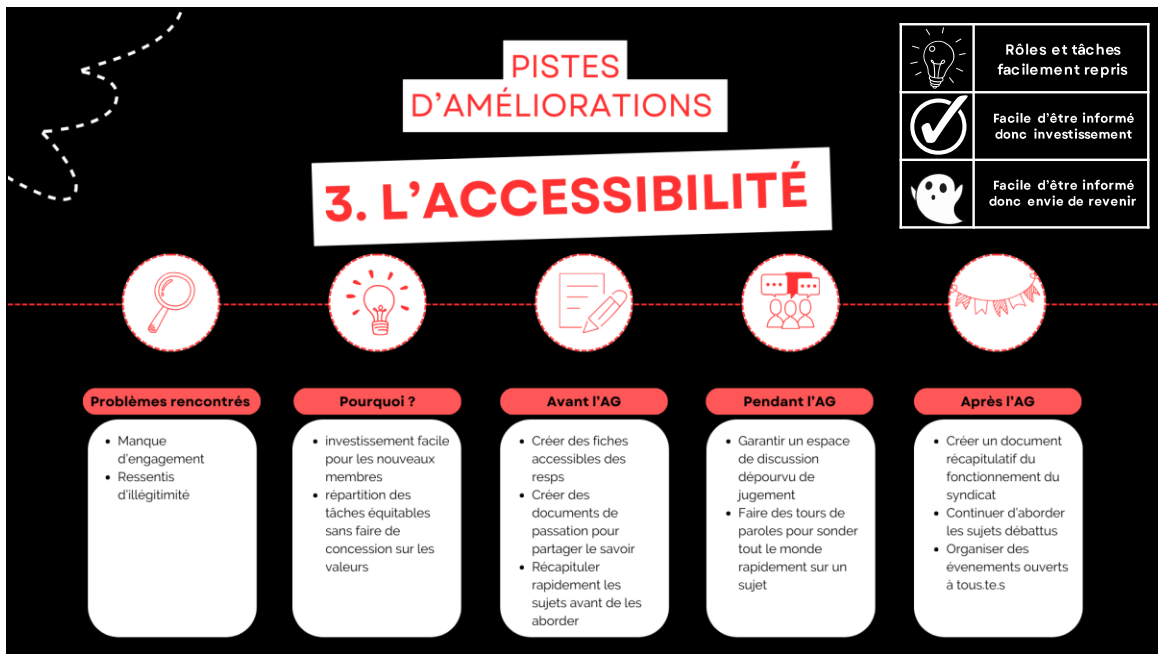 PISTES
D’AMÉLIORATIONS
3. L’ACCESSIBILITÉ
Rôles et tâches
facilement repris
Facile d’être informé
donc investissement
Facile d’être informé
donc envie de revenir
Problèmes rencontrés
• Manque
d’engagement
• Ressentis
d’illégitimité
Pourquoi ?
• investissement facile
pour les nouveaux
membres
• répartition des
tâches équitables
sans faire de
concession sur les
valeurs
Avant l’AG
• Créer des fiches
accessibles des
resps
• Créer des
documents de
passation pour
partager le savoir
• Récapituler
rapidement les
sujets avant de les
aborder
Pendant l’AG
• Garantir un espace
de discussion
dépourvu de
jugement
• Faire des tours de
paroles pour sonder
tout le monde
rapidement sur un
sujet
Après l’AG
• Créer un document
récapitulatif du
fonctionnement du
syndicat
• Continuer d’aborder
les sujets débattus
• Organiser des
évenements ouverts
à tous.te.s